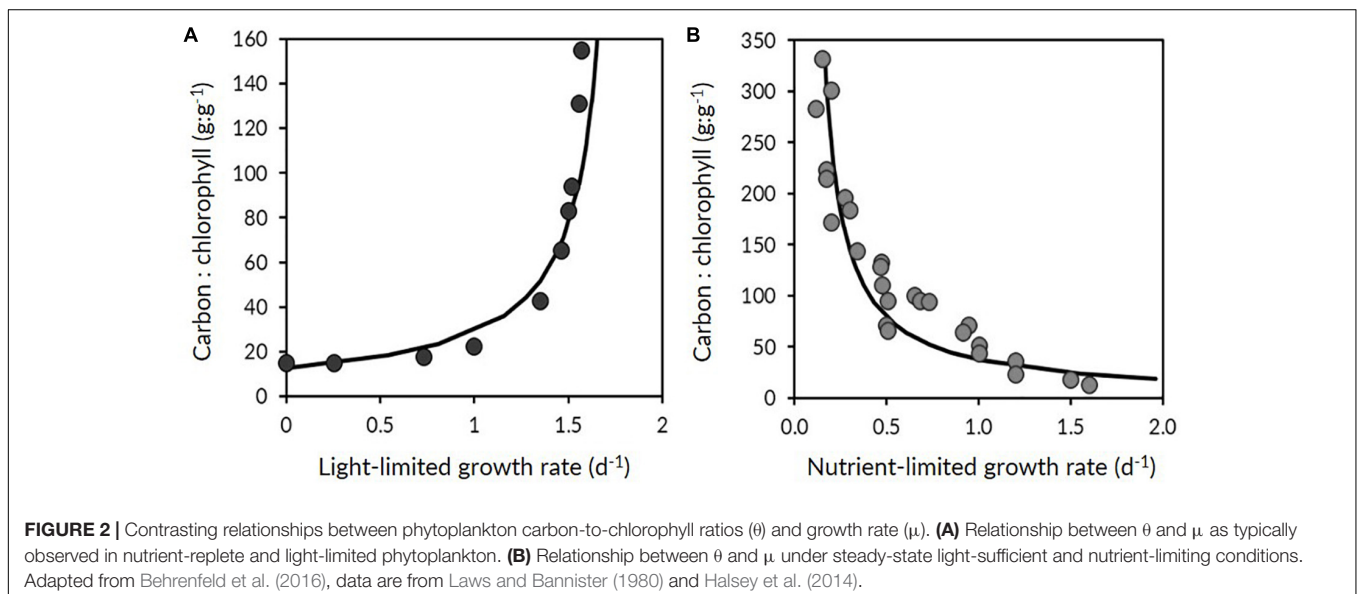 A
160
140
120
100
80
60
40
20
0
Carbon : chlorophyll (g:g-1)
0 0.5 1 1.5 2
Light-limited growth rate (d-1)
B
350
300
250
200
150
100
50
0
Carbon : chlorophyll (g:g-1)
0.0 0.5 1.0 1.5 2.0
Nutrient-limited growth rate (d-1)
FIGURE 2 | Contrasting relationships between phytoplankton carbon-to-chlorophyll ratios (θ) and growth rate (μ). (A) Relationship between θ and μ as typically
observed in nutrient-replete and light-limited phytoplankton. (B) Relationship between θ and μ under steady-state light-sufficient and nutrient-limiting conditions.
Adapted from Behrenfeld et al. (2016), data are from Laws and Bannister (1980) and Halsey et al. (2014).